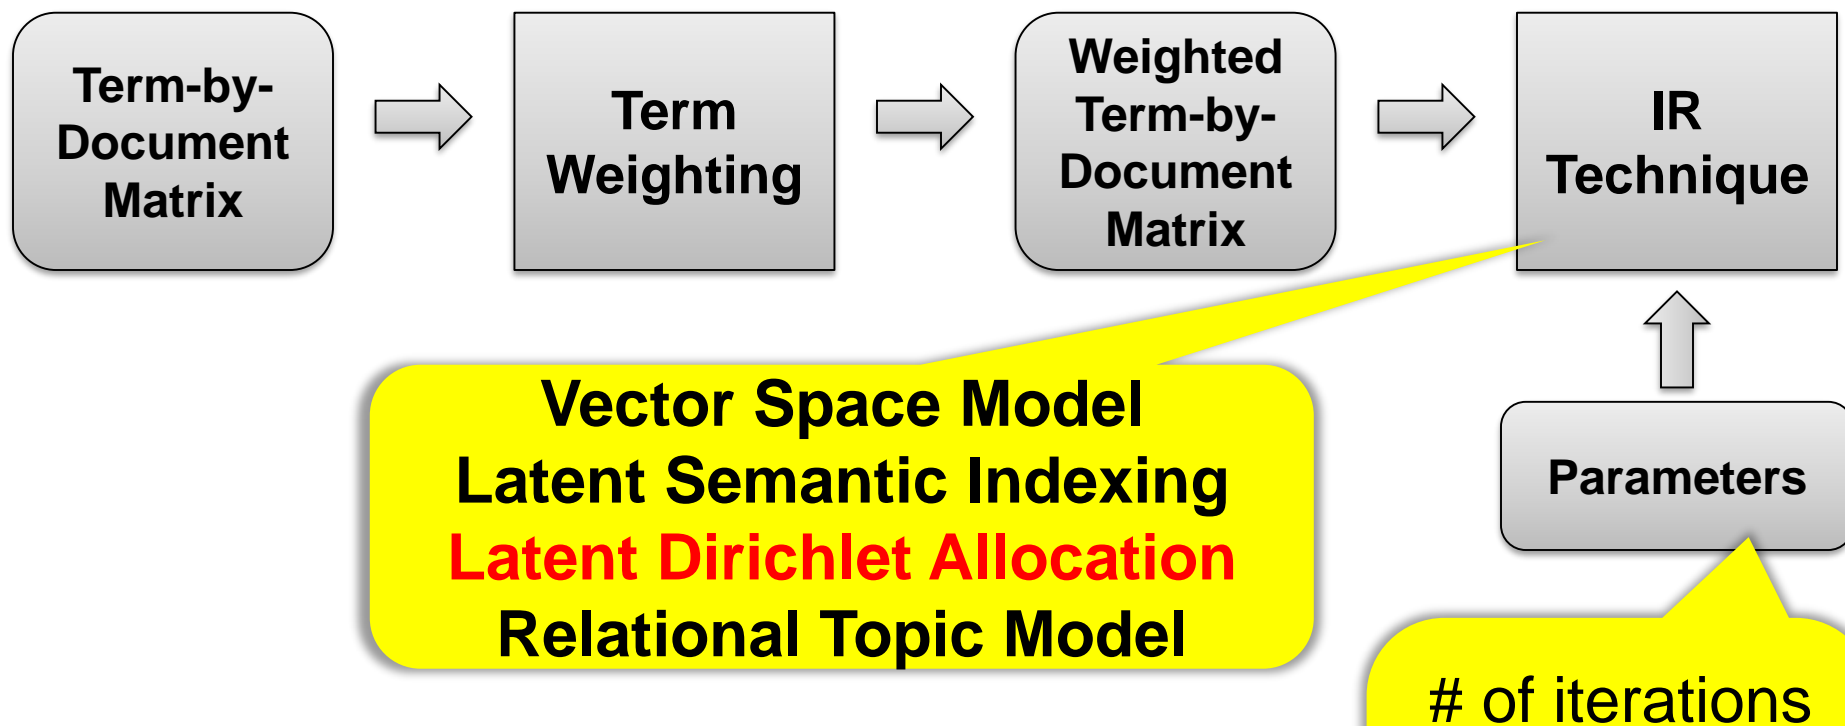 Term-by-
Document
Matrix
Term
Weighting
Weighted
Term-by-
Document
Matrix
IR
Technique
Vector Space Model
Latent Semantic Indexing
Latent Dirichlet Allocation
Relational Topic Model
Parameters
# of iterations